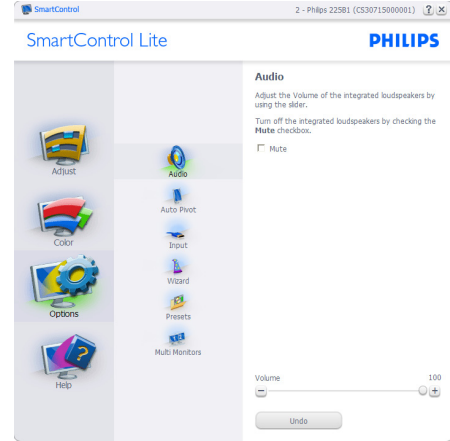 SmartControl
2 - Philips 225B1 (CS30715000001)
SmartControl Lite
PHILIPS
Adjust
Color
Options
Help
Audio
Auto Pivot
Input
Wizard
Presets
Multi Monitors
Audio
Adjust the Volume of the integrated loudspeakers by
using the slider.
Turn off the integrated loudspeakers by checking the
Mute checkbox.
Mute
Volume
100
Undo